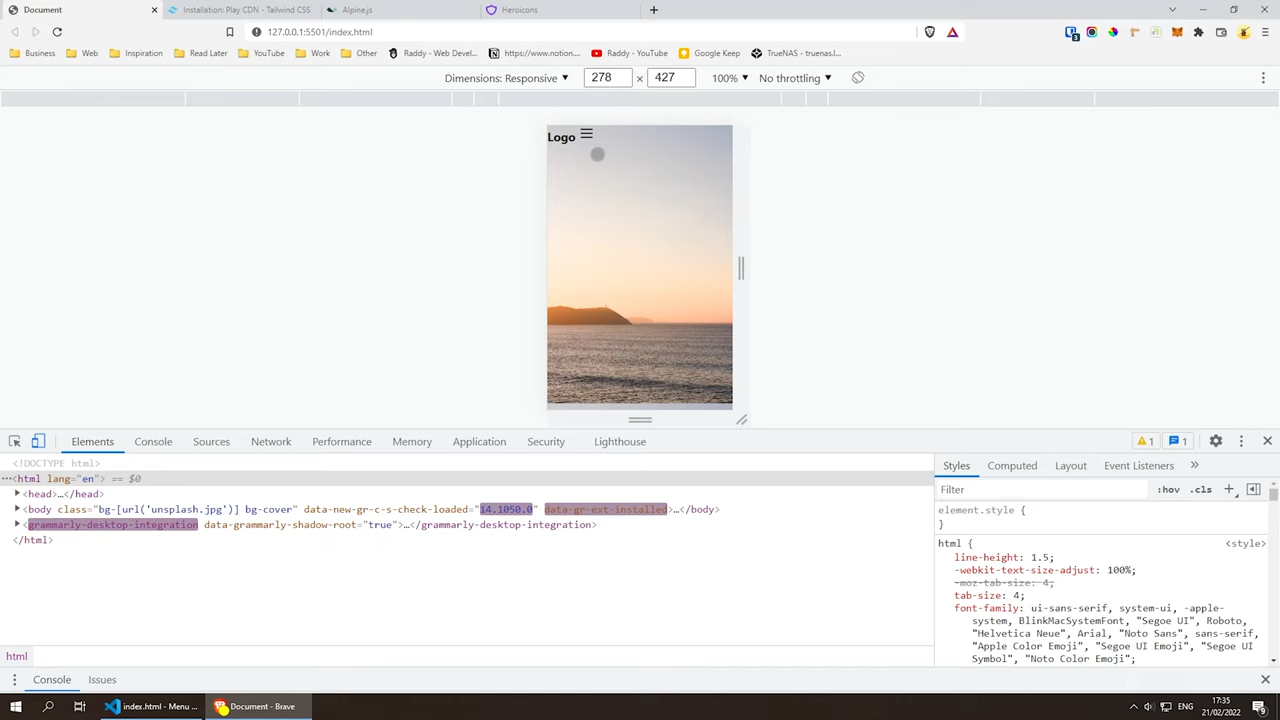 Document
Installation: Play CDN - Tailwind CSS
Alpine.js
Heroicons
127.0.0.1:5501/index.html
Business
Web
Inspiration
Read Later
YouTube
Work
Other
Raddy - Web Devel...
https://www.notion...
Raddy - YouTube
Google Keep
TrueNAS - truenas.l...
Dimensions: Responsive
278 × 427
100%
No throttling
Logo
Elements
Console
Sources
Network
Performance
Memory
Application
Security
Lighthouse
1
1
<!DOCTYPE html>
···<html lang="en"> == $0
<head>…</head>
<body class="bg-[url('unsplash.jpg')] bg-cover" data-new-gr-c-s-check-loaded="14.1050.0" data-gr-ext-installed>…</body>
<grammarly-desktop-integration data-grammarly-shadow-root="true">…</grammarly-desktop-integration>
</html>
html
Styles
Computed
Layout
Event Listeners
Filter
:hov .cls
element.style {
}
html { <style>
line-height: 1.5;
-webkit-text-size-adjust: 100%;
-moz-tab-size: 4;
tab-size: 4;
font-family: ui-sans-serif, system-ui, -apple-
system, BlinkMacSystemFont, "Segoe UI", Roboto,
"Helvetica Neue", Arial, "Noto Sans", sans-serif,
"Apple Color Emoji", "Segoe UI Emoji", "Segoe UI
Symbol", "Noto Color Emoji";
Console
Issues
index.html - Menu ...
Document - Brave
ENG
17:35
21/02/2022